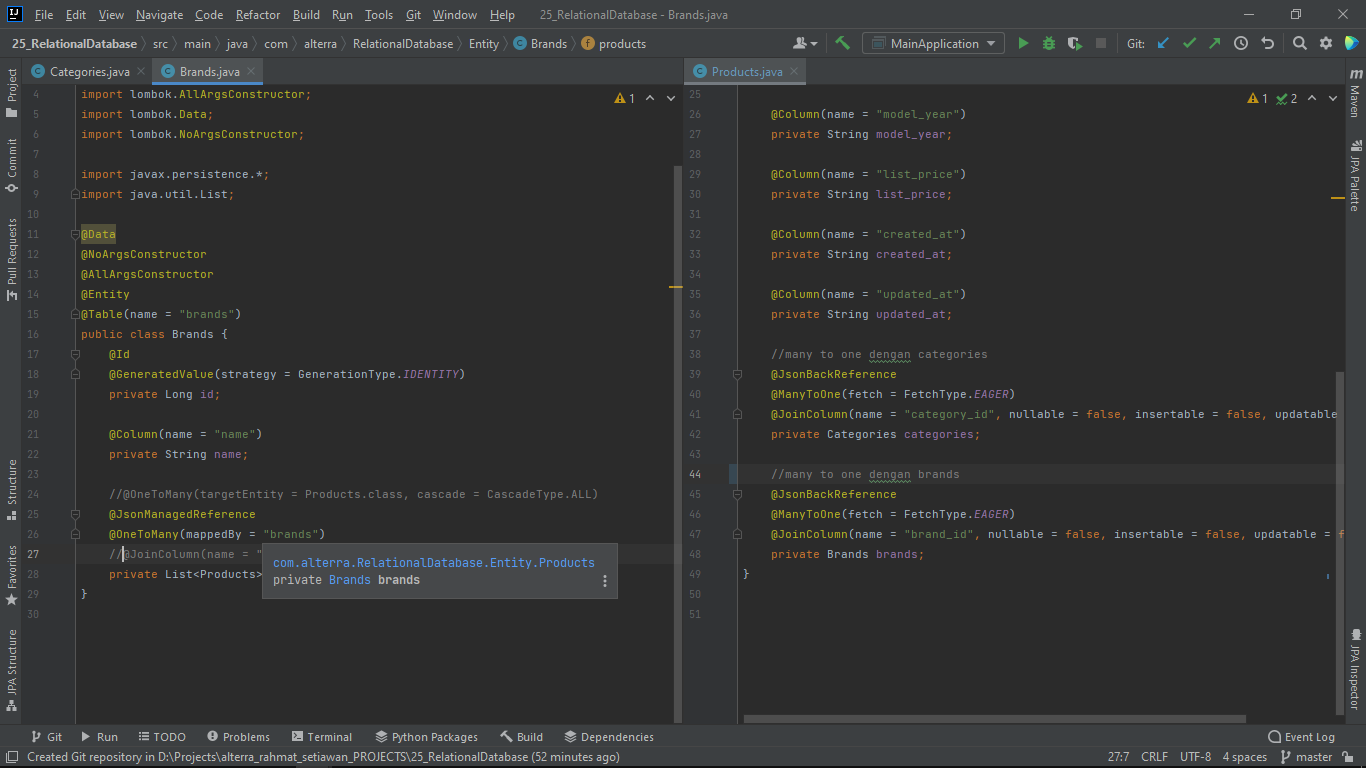 File Edit View Navigate Code Refactor Build Run Tools Git Window Help 25_RelationalDatabase - Brands.java
25_RelationalDatabase src main java com alterra RelationalDatabase Entity Brands products MainApplication Git:
Categories.java Brands.java
4 import lombok.AllArgsConstructor;
5 import lombok.Data;
6 import lombok.NoArgsConstructor;
7
8 import javax.persistence.*;
9 import java.util.List;
10
11 @Data
12 @NoArgsConstructor
13 @AllArgsConstructor
14 @Entity
15 @Table(name = "brands")
16 public class Brands {
17 @Id
18 @GeneratedValue(strategy = GenerationType.IDENTITY)
19 private Long id;
20
21 @Column(name = "name")
22 private String name;
23
24 //@OneToMany(targetEntity = Products.class, cascade = CascadeType.ALL)
25 @JsonManagedReference
26 @OneToMany(mappedBy = "brands")
27 //@JoinColumn(name = "
28 private List<Products>
29 }
30
1
com.alterra.RelationalDatabase.Entity.Products
private Brands brands
Products.java
25
26 @Column(name = "model_year")
27 private String model_year;
28
29 @Column(name = "list_price")
30 private String list_price;
31
32 @Column(name = "created_at")
33 private String created_at;
34
35 @Column(name = "updated_at")
36 private String updated_at;
37
38 //many to one dengan categories
39 @JsonBackReference
40 @ManyToOne(fetch = FetchType.EAGER)
41 @JoinColumn(name = "category_id", nullable = false, insertable = false, updatable
42 private Categories categories;
43
44 //many to one dengan brands
45 @JsonBackReference
46 @ManyToOne(fetch = FetchType.EAGER)
47 @JoinColumn(name = "brand_id", nullable = false, insertable = false, updatable = f
48 private Brands brands;
49 }
50
51
1 2
Project
Commit
Pull Requests
Structure
Favorites
JPA Structure
Maven
JPA Palette
JPA Inspector
Git Run TODO Problems Terminal Python Packages Build Dependencies Event Log
Created Git repository in D:\Projects\alterra_rahmat_setiawan_PROJECTS\25_RelationalDatabase (52 minutes ago) 27:7 CRLF UTF-8 4 spaces master